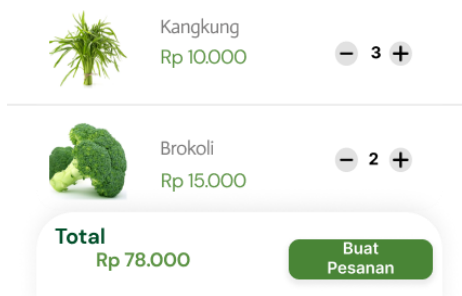 Kangkung
Rp 10.000
− 3 +
Brokoli
Rp 15.000
− 2 +
Total
Rp 78.000
Buat
Pesanan